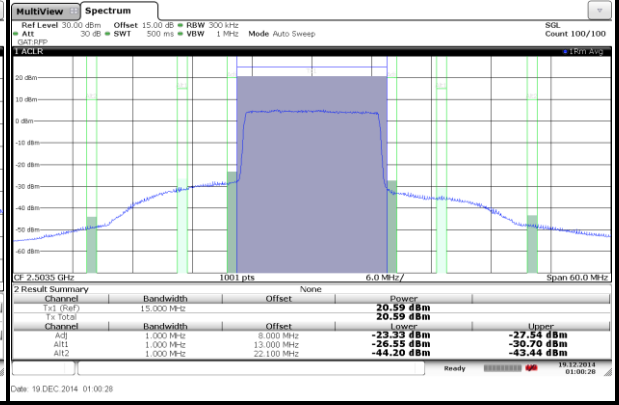 MultiView Spectrum
Ref Level 30.00 dBm Offset 15.00 dB RBW 300 kHz SGL
Att 30 dB SWT 500 ms VBW 1 MHz Mode Auto Sweep Count 100/100
GAT:RFP
1 ACLR 1Rm Avg
20 dBm
10 dBm
0 dBm
-10 dBm
-20 dBm
-30 dBm
-40 dBm
-50 dBm
-60 dBm
CF 2.5035 GHz 1001 pts 6.0 MHz/ Span 60.0 MHz
2 Result Summary None
Channel Bandwidth Offset Power
Tx1 (Ref) 15.000 MHz 20.59 dBm
Tx Total 20.59 dBm
Channel Bandwidth Offset Lower Upper
Adj 1.000 MHz 8.000 MHz -23.33 dBm -27.54 dBm
Alt1 1.000 MHz 13.000 MHz -26.55 dBm -30.70 dBm
Alt2 1.000 MHz 22.100 MHz -44.20 dBm -43.44 dBm
Ready 19.12.2014
01:00:28
Date: 19.DEC.2014 01:00:28